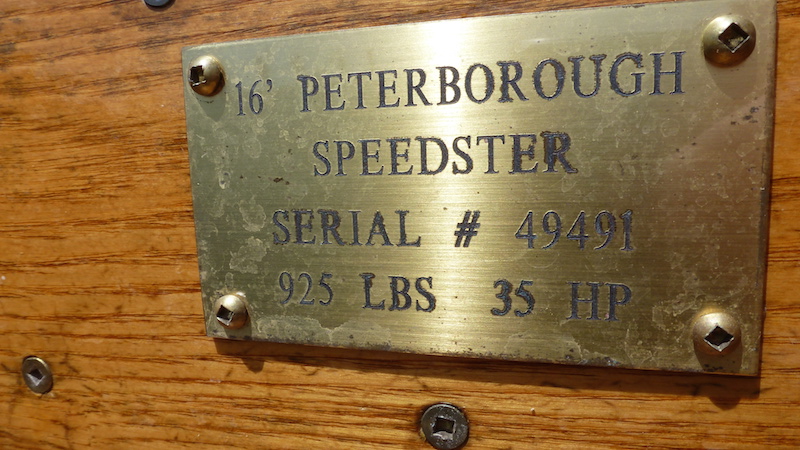 16' PETERBOROUGH
SPEEDSTER
SERIAL # 49491
925 LBS 35 HP